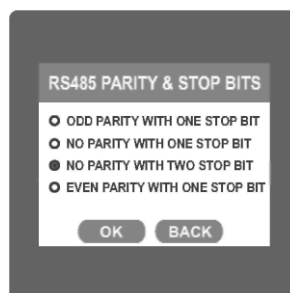 RS485 PARITY & STOP BITS
ODD PARITY WITH ONE STOP BIT
NO PARITY WITH ONE STOP BIT
NO PARITY WITH TWO STOP BIT
EVEN PARITY WITH ONE STOP BIT
OK BACK